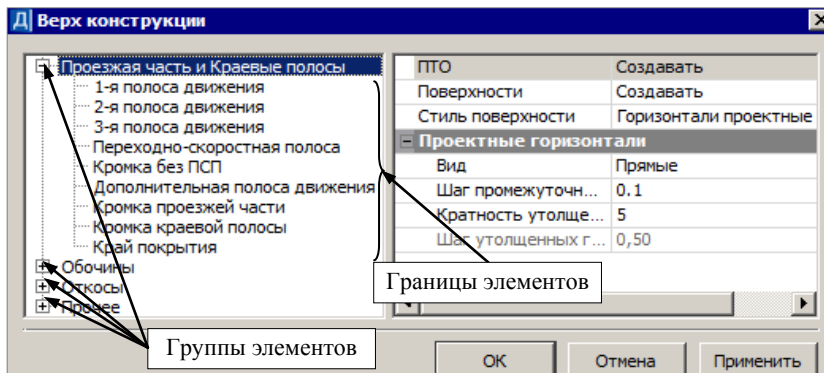 Верх конструкции
Проезжая часть и Краевые полосы
1-я полоса движения
2-я полоса движения
3-я полоса движения
Переходно-скоростная полоса
Кромка без ПСП
Дополнительная полоса движения
Кромка проезжей части
Кромка краевой полосы
Край покрытия
Обочины
Откосы
Прочее
ПТО Создавать
Поверхности Создавать
Стиль поверхности Горизонтали проектные
Проектные горизонтали
Вид Прямые
Шаг промежуточн... 0.1
Кратность утолще... 5
Шаг утолщенных г... 0,50
Границы элементов
Группы элементов
ОК Отмена Применить